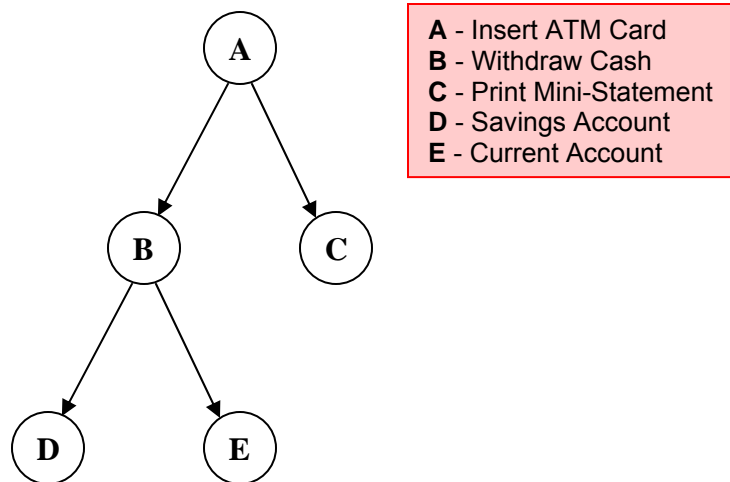 A
B
C
D
E
A - Insert ATM Card
B - Withdraw Cash
C - Print Mini-Statement
D - Savings Account
E - Current Account